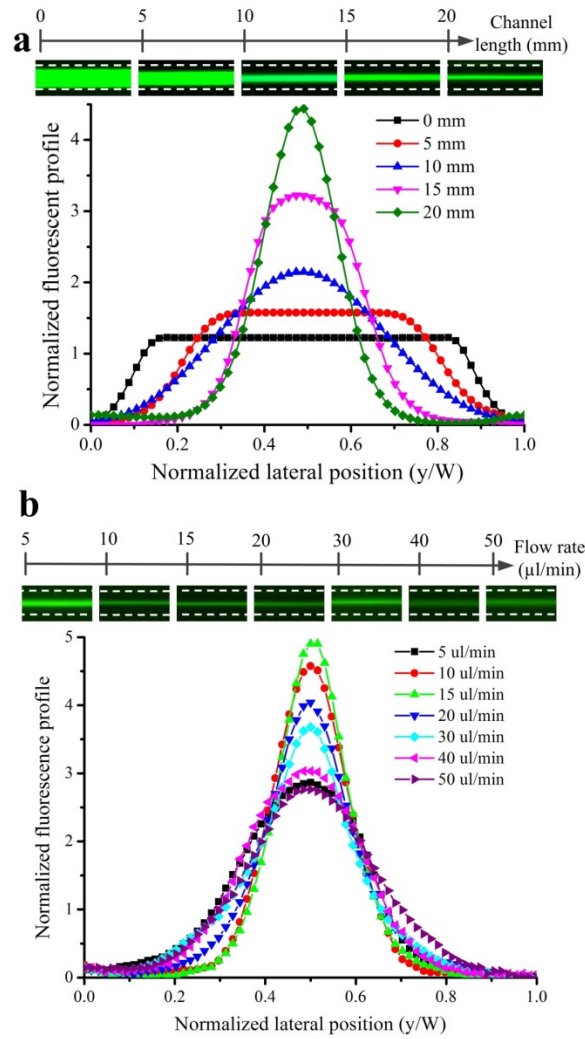 a
0 5 10 15 20 Channel
length (mm)
Normalized fluorescent profile
4
3
2
1
0
0 mm
5 mm
10 mm
15 mm
20 mm
0.0 0.2 0.4 0.6 0.8 1.0
Normalized lateral position (y/W)
b
5 10 15 20 30 40 50 Flow rate
(µl/min)
Normalized fluorescence profile
5
4
3
2
1
0
5 ul/min
10 ul/min
15 ul/min
20 ul/min
30 ul/min
40 ul/min
50 ul/min
0.0 0.2 0.4 0.6 0.8 1.0
Normalized lateral position (y/W)